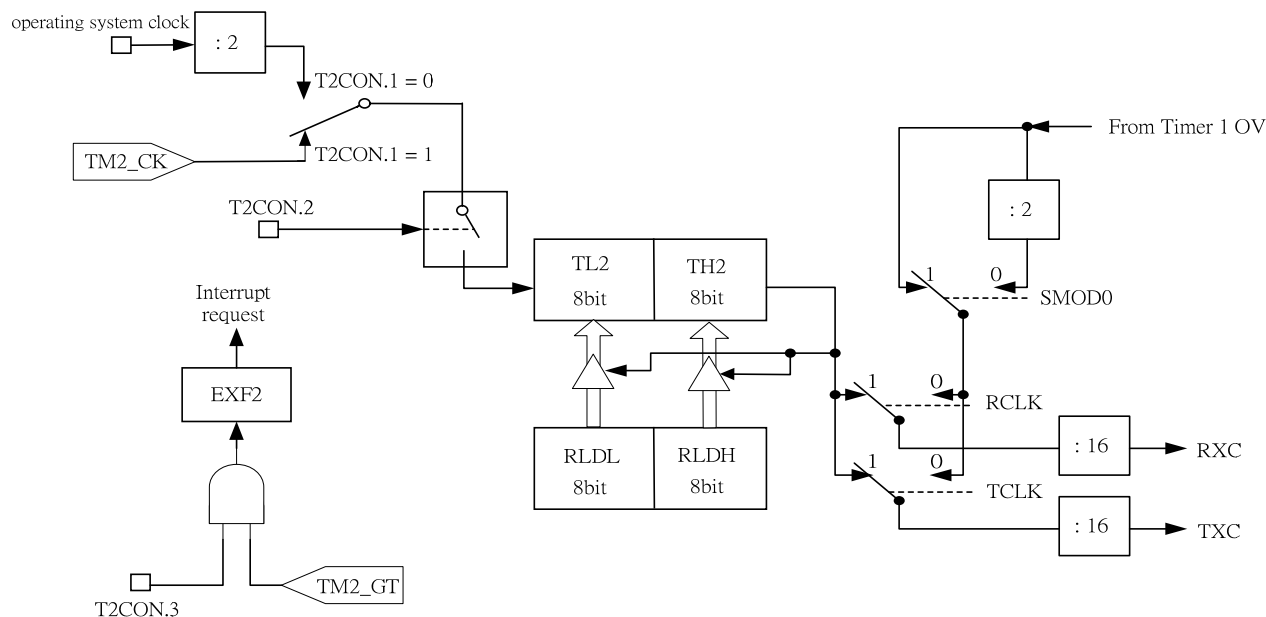 operating system clock
: 2
T2CON.1 = 0
TM2_CK
T2CON.1 = 1
From Timer 1 OV
: 2
T2CON.2
TL2
8bit
TH2
8bit
1
0
SMOD0
Interrupt
request
EXF2
1
0
RCLK
RLDL
8bit
RLDH
8bit
: 16
RXC
1
0
TCLK
: 16
TXC
TM2_GT
T2CON.3